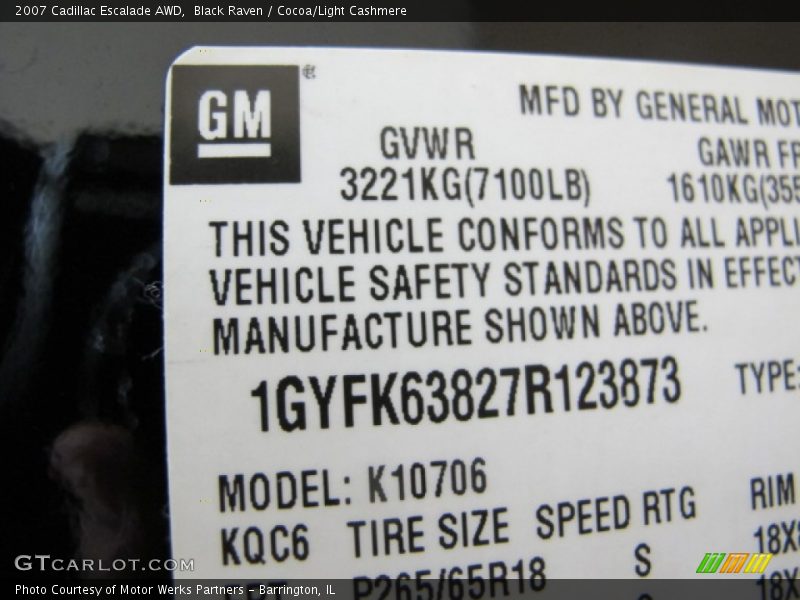 2007 Cadillac Escalade AWD, Black Raven / Cocoa/Light Cashmere
GM ®
MFD BY GENERAL MOT
GVWR GAWR FR
3221KG(7100LB) 1610KG(355
THIS VEHICLE CONFORMS TO ALL APPLI
VEHICLE SAFETY STANDARDS IN EFFECT
MANUFACTURE SHOWN ABOVE.
1GYFK63827R123873 TYPE:
MODEL: K10706
KQC6 TIRE SIZE SPEED RTG RIM
P265/65R18 S 18X8
GTCARLOT.COM
Photo Courtesy of Motor Werks Partners - Barrington, IL